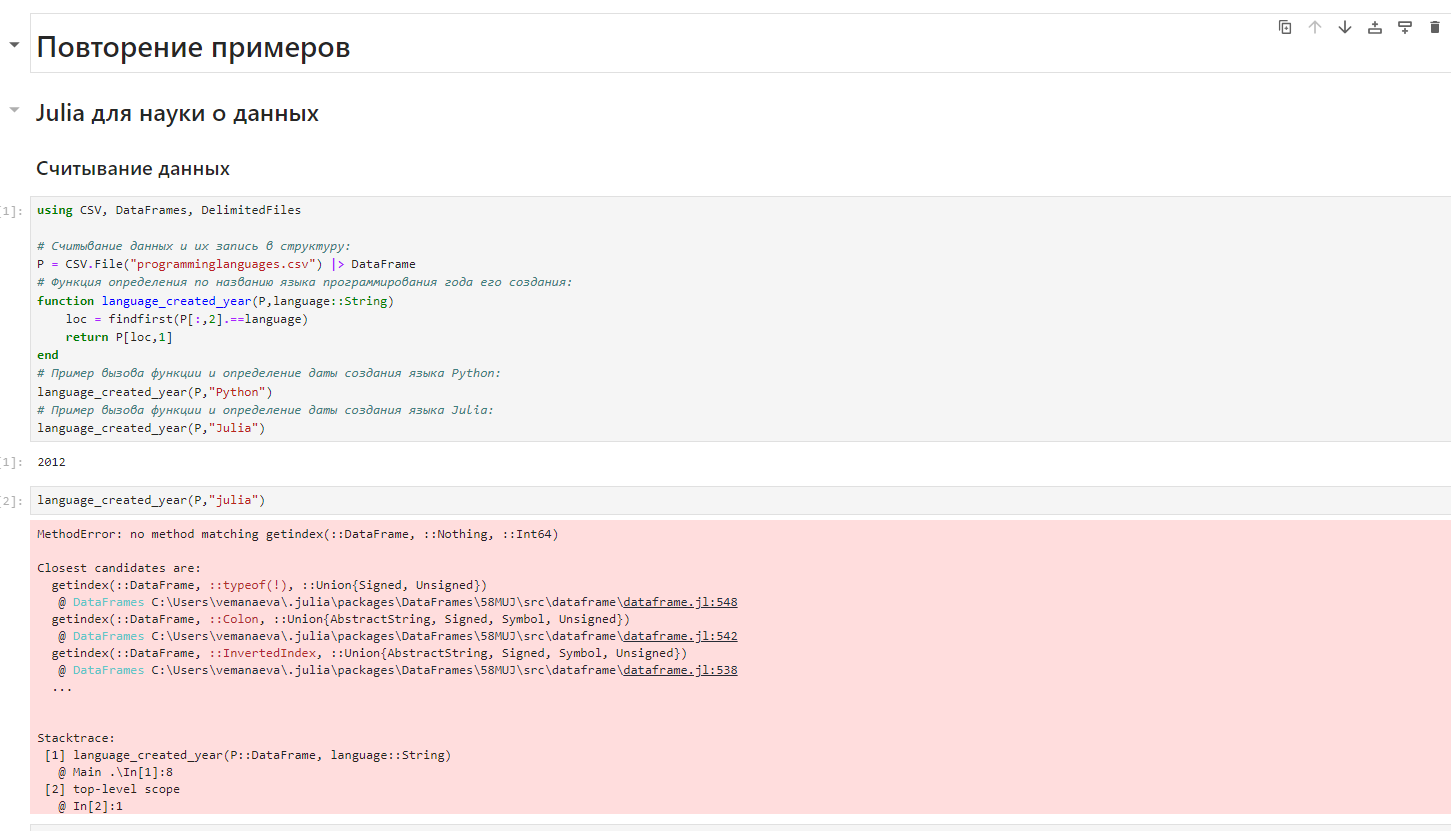 Повторение примеров
Julia для науки о данных
Считывание данных
[1]:
using CSV, DataFrames, DelimitedFiles
# Считывание данных и их запись в структуру:
P = CSV.File("programminglanguages.csv") |> DataFrame
# Функция определения по названию языка программирования года его создания:
function language_created_year(P,language::String)
    loc = findfirst(P[:,2].==language)
    return P[loc,1]
end
# Пример вызова функции и определение даты создания языка Python:
language_created_year(P,"Python")
# Пример вызова функции и определение даты создания языка Julia:
language_created_year(P,"Julia")
[1]: 2012
[2]: language_created_year(P,"julia")
MethodError: no method matching getindex(::DataFrame, ::Nothing, ::Int64)
Closest candidates are:
  getindex(::DataFrame, ::typeof(!), ::Union{Signed, Unsigned})
   @ DataFrames C:\Users\vemanaeva\.julia\packages\DataFrames\58MUJ\src\dataframe\dataframe.jl:548
  getindex(::DataFrame, ::Colon, ::Union{AbstractString, Signed, Symbol, Unsigned})
   @ DataFrames C:\Users\vemanaeva\.julia\packages\DataFrames\58MUJ\src\dataframe\dataframe.jl:542
  getindex(::DataFrame, ::InvertedIndex, ::Union{AbstractString, Signed, Symbol, Unsigned})
   @ DataFrames C:\Users\vemanaeva\.julia\packages\DataFrames\58MUJ\src\dataframe\dataframe.jl:538
  ...
Stacktrace:
 [1] language_created_year(P::DataFrame, language::String)
   @ Main .\In[1]:8
 [2] top-level scope
   @ In[2]:1